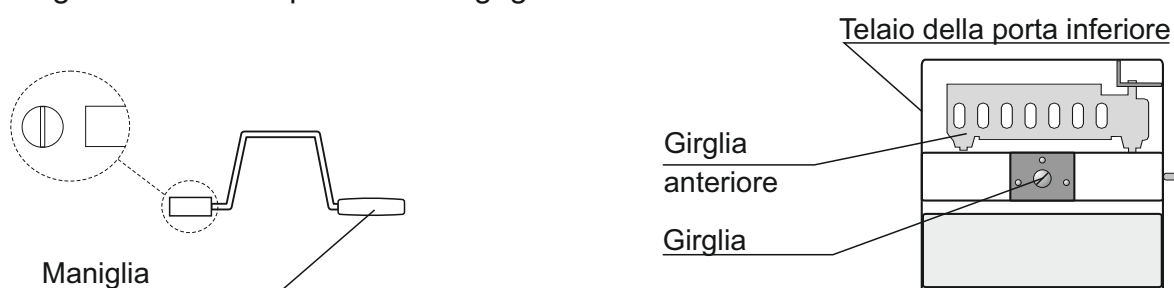 Telaio della porta inferiore
Girglia
anteriore
Girglia
Maniglia